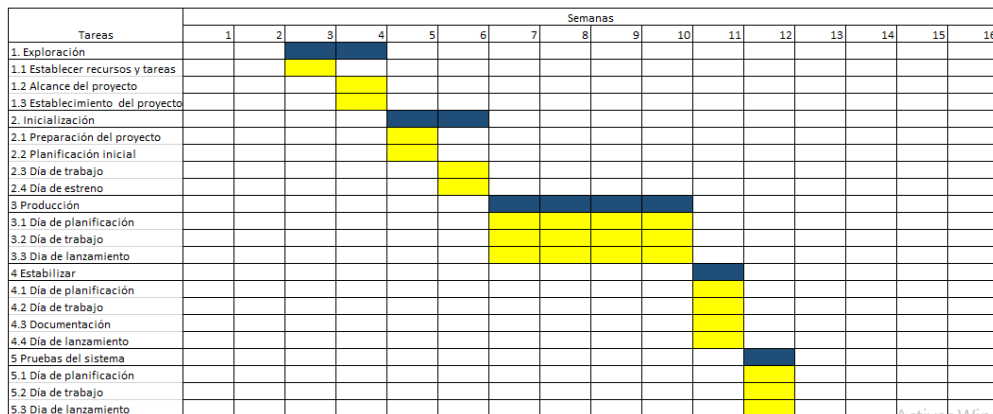 Semanas
Tareas 1 2 3 4 5 6 7 8 9 10 11 12 13 14 15 16
1. Exploración
1.1 Establecer recursos y tareas
1.2 Alcance del proyecto
1.3 Establecimiento del proyecto
2. Inicialización
2.1 Preparación del proyecto
2.2 Planificación inicial
2.3 Día de trabajo
2.4 Día de estreno
3 Producción
3.1 Día de planificación
3.2 Día de trabajo
3.3 Dia de lanzamiento
4 Estabilizar
4.1 Día de planificación
4.2 Día de trabajo
4.3 Documentación
4.4 Día de lanzamiento
5 Pruebas del sistema
5.1 Día de planificación
5.2 Día de trabajo
5.3 Dia de lanzamiento